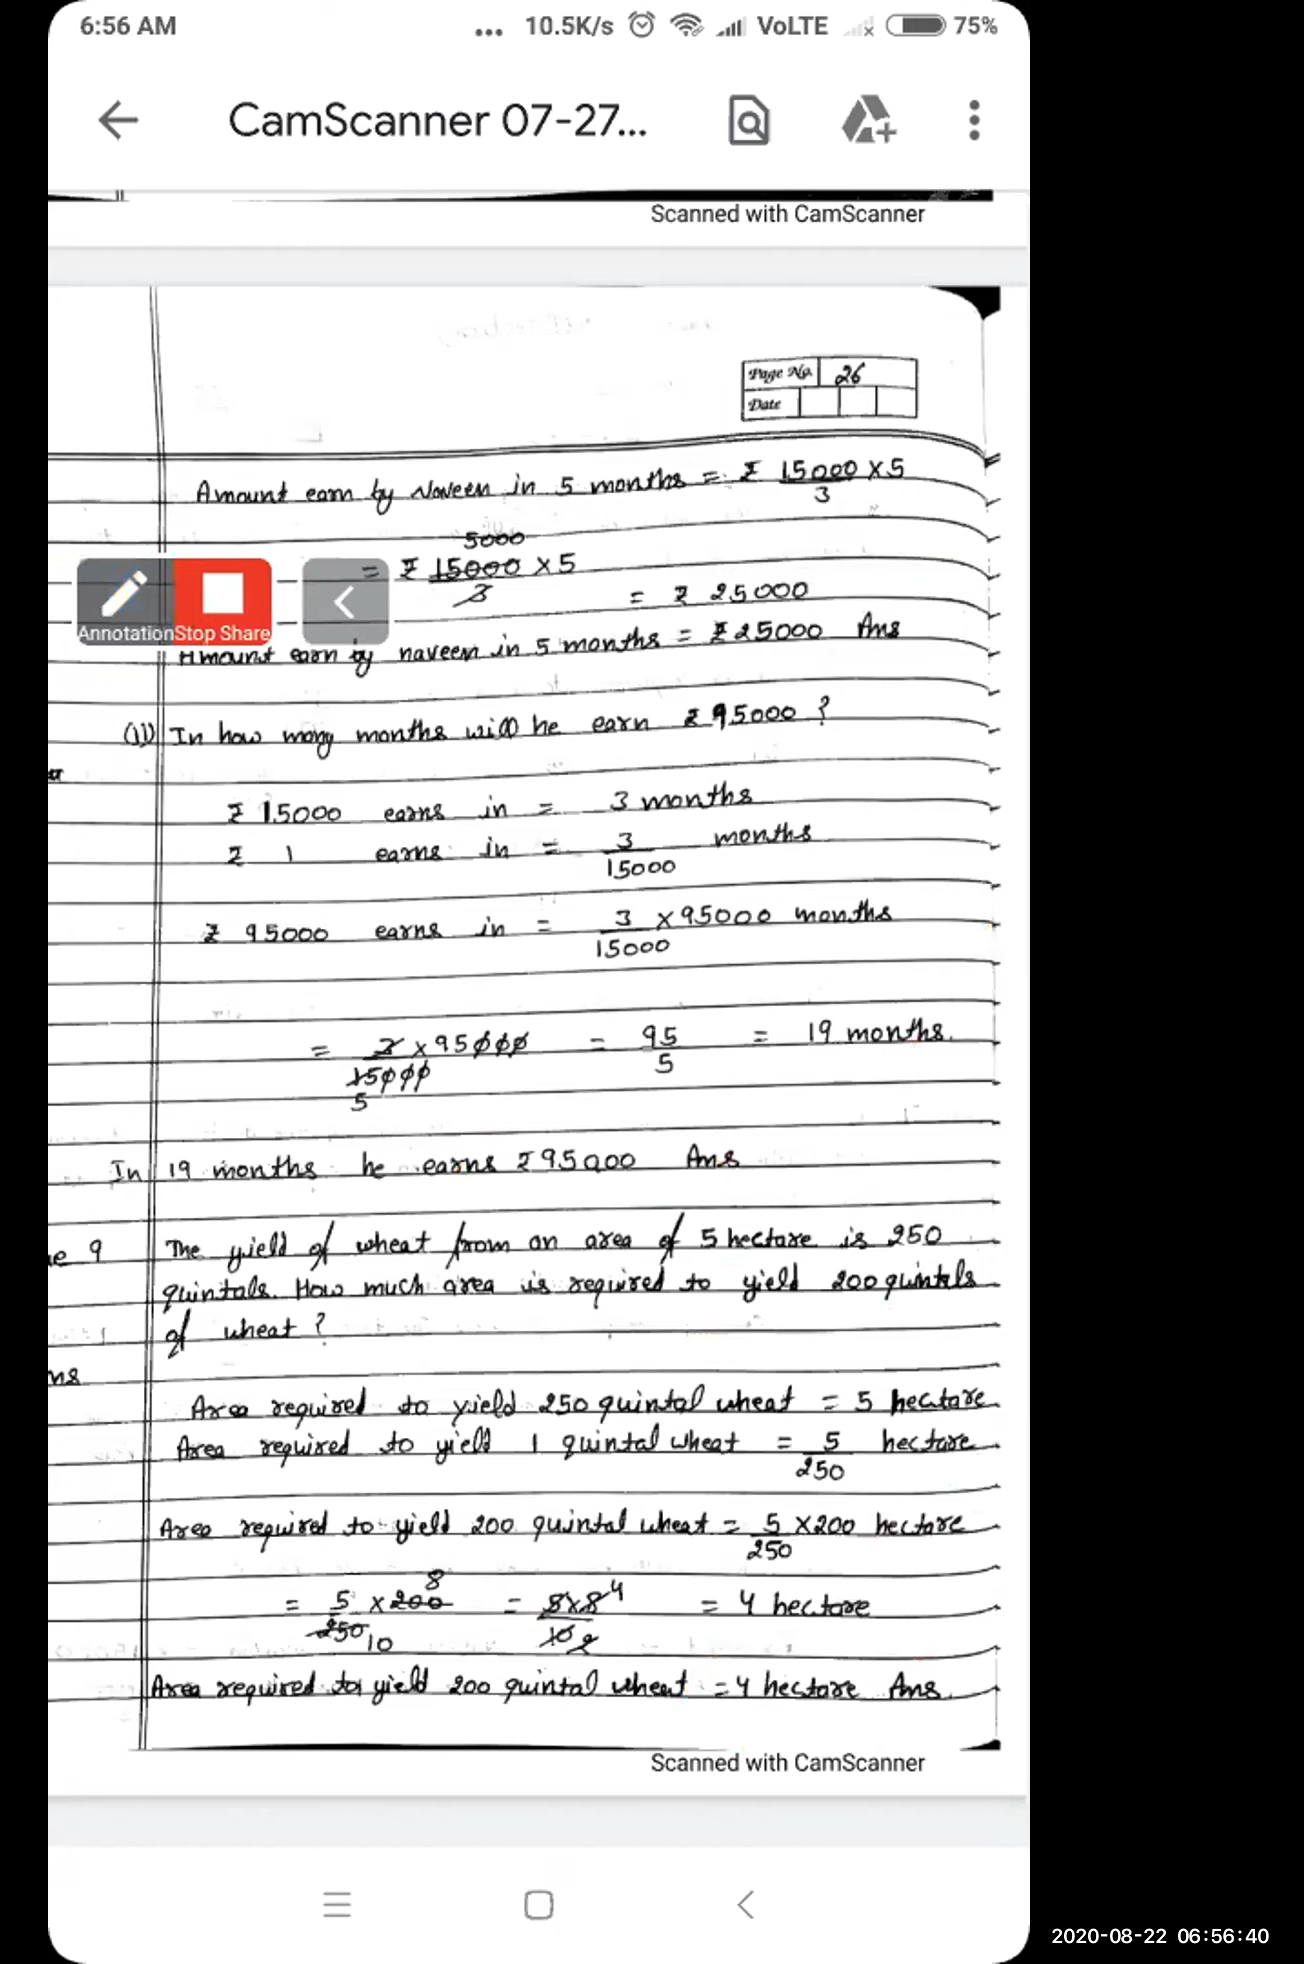 6:56 AM ... 10.5K/s VoLTE 75%
CamScanner 07-27...
Scanned with CamScanner
Page No. 26
Date
Amount earn by Naveen in 5 months = ₹ 15000 × 5
3
5000
= ₹ 15000 × 5
3
= ₹ 25000
Annotation Stop Share
Amount earn by naveen in 5 months = ₹ 25000 Ans
(ii) In how many months will he earn ₹ 95000 ?
₹ 15000 earns in = 3 months
₹ 1 earns in = 3 months
15000
₹ 95000 earns in = 3 × 95000 months
15000
= 3 × 95000 = 95 = 19 months.
15000 5
5
In 19 months he earns ₹ 95000 Ans
9 The yield of wheat from an area of 5 hectare is 250
quintals. How much area is required to yield 200 quintals
of wheat ?
ns
Area required to yield 250 quintal wheat = 5 hectare
Area required to yield 1 quintal wheat = 5 hectare
250
Area required to yield 200 quintal wheat = 5 × 200 hectare
250
8
= 5 × 200 = 8 × 8 4 = 4 hectare
250 10 10 2
Area required to yield 200 quintal wheat = 4 hectare Ans.
Scanned with CamScanner
2020-08-22 06:56:40